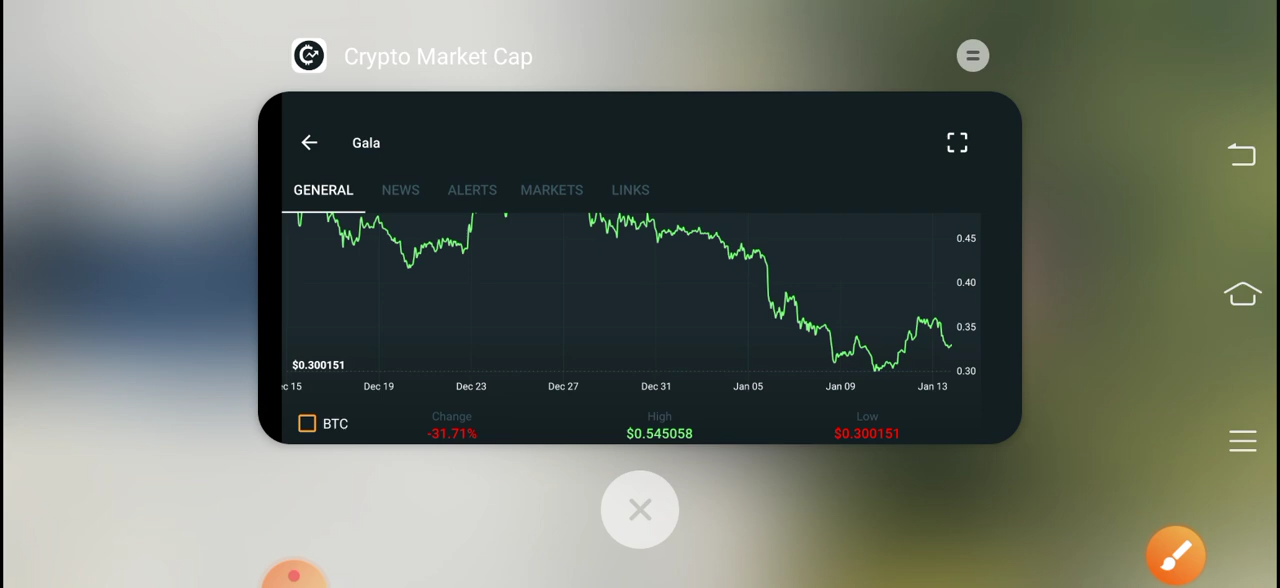 Crypto Market Cap
Gala
GENERAL NEWS ALERTS MARKETS LINKS
0.45
0.40
0.35
$0.300151
0.30
c 15 Dec 19 Dec 23 Dec 27 Dec 31 Jan 05 Jan 09 Jan 13
BTC
Change High Low
-31.71% $0.545058 $0.300151